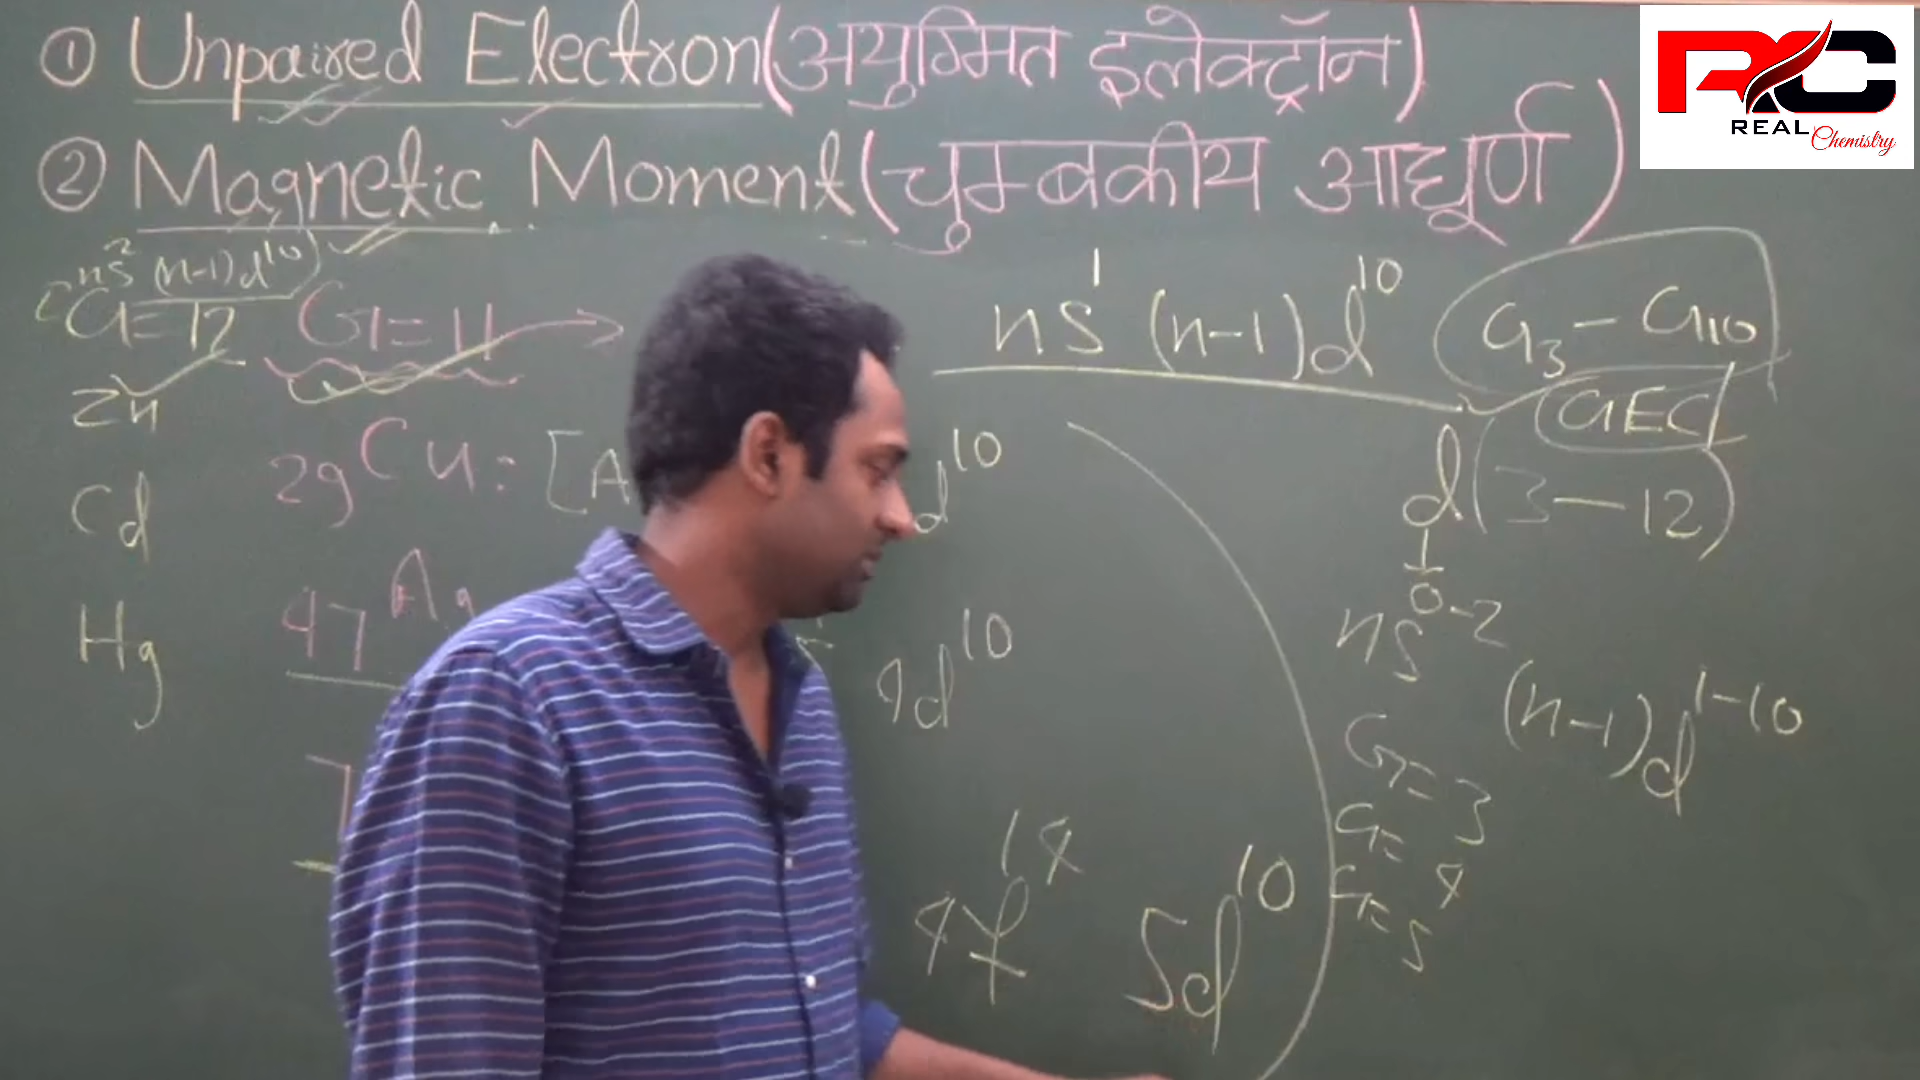 ① Unpaired Electron (अयुग्मित इलेक्ट्रॉन)
② Magnetic Moment (चुम्बकीय आघूर्ण)
RC
REAL Chemistry
ns² (n-1)d¹⁰
G = 12
G = 11
ns¹ (n-1)d¹⁰
G₃ - G₁₀
GEC
Zn
Cd
Hg
29Cu : [A
d¹⁰
47Ag
4d¹⁰
7
4f¹⁴ 5d¹⁰
d (3-12)
ns⁰⁻² (n-1)d¹⁻¹⁰
G = 3
G = 4
G = 5